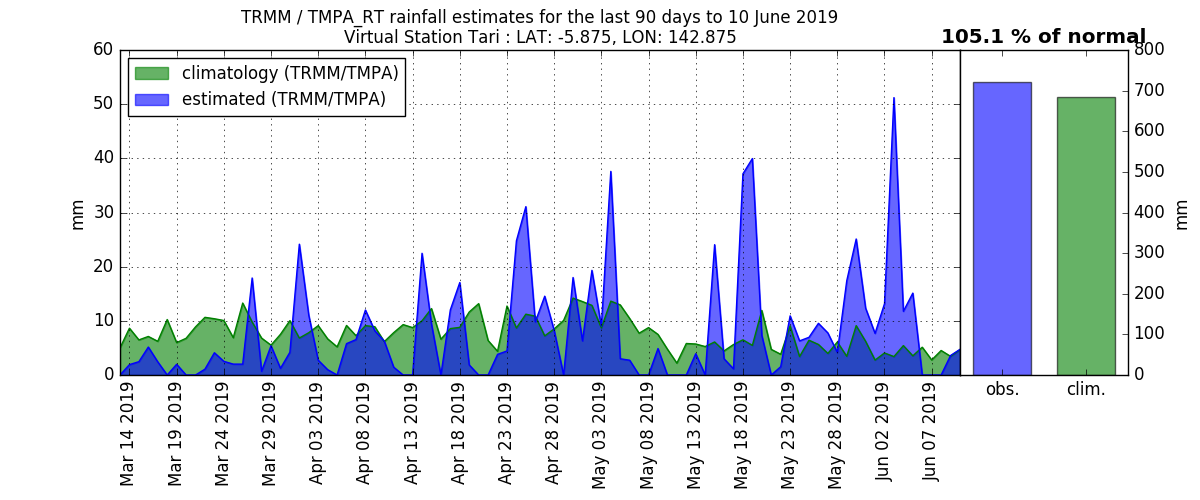 TRMM / TMPA_RT rainfall estimates for the last 90 days to 10 June 2019
Virtual Station Tari : LAT: -5.875, LON: 142.875
105.1 % of normal
climatology (TRMM/TMPA)
estimated (TRMM/TMPA)
60
50
40
30
20
10
0
mm
Mar 14 2019
Mar 19 2019
Mar 24 2019
Mar 29 2019
Apr 03 2019
Apr 08 2019
Apr 13 2019
Apr 18 2019
Apr 23 2019
Apr 28 2019
May 03 2019
May 08 2019
May 13 2019
May 18 2019
May 23 2019
May 28 2019
Jun 02 2019
Jun 07 2019
obs.
clim.
800
700
600
500
400
300
200
100
0
mm